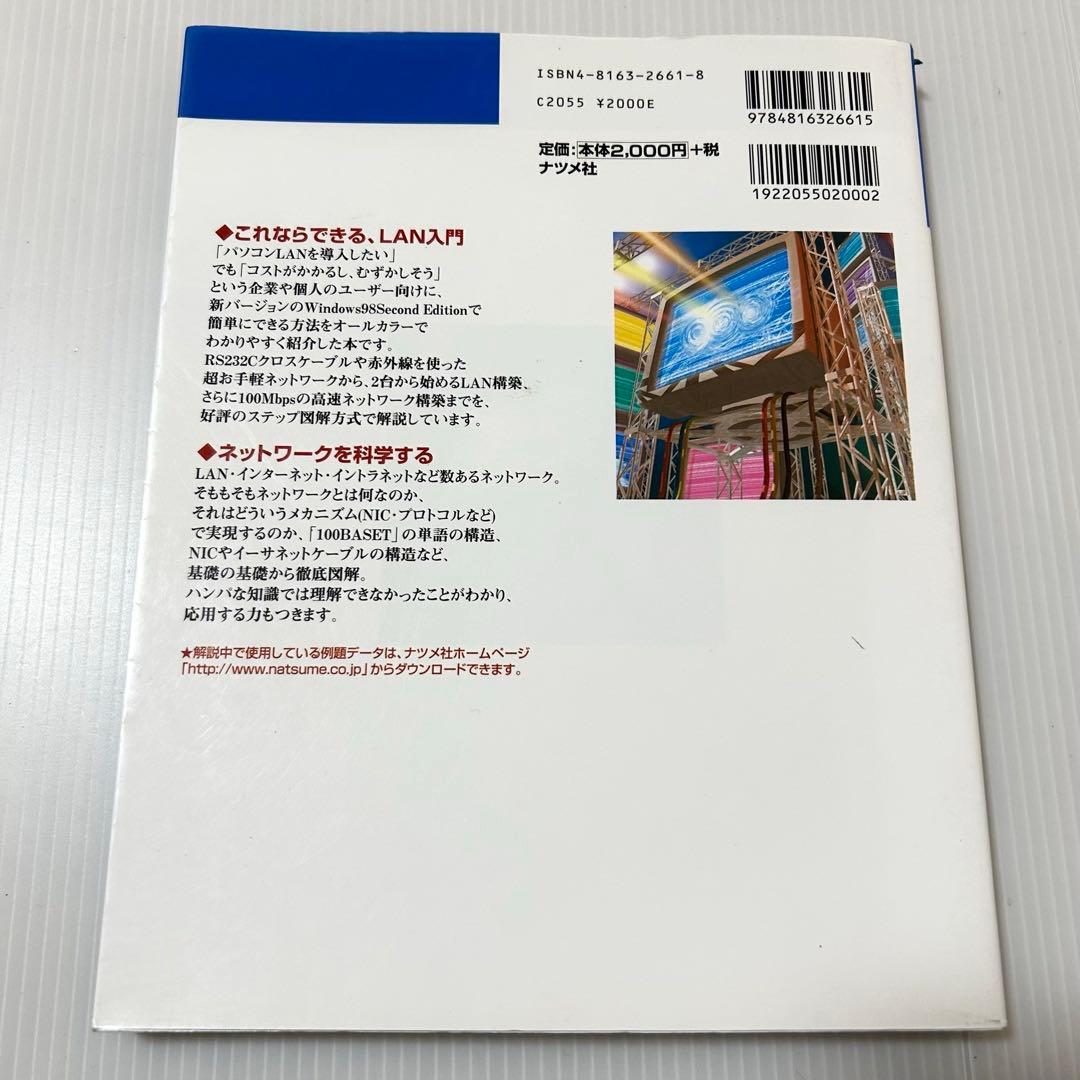 ISBN4-8163-2661-8
C2055 ¥2000E
9784816326615
定価：本体2,000円＋税
ナツメ社
1922055020002
◆これならできる、LAN入門
「パソコンLANを導入したい」
でも「コストがかかるし、むずかしそう」
という企業や個人のユーザー向けに、
新バージョンのWindows98Second Editionで
簡単にできる方法をオールカラーで
わかりやすく紹介した本です。
RS232Cクロスケーブルや赤外線を使った
超お手軽ネットワークから、2台から始めるLAN構築、
さらに100Mbpsの高速ネットワーク構築までを、
好評のステップ図解方式で解説しています。
◆ネットワークを科学する
LAN・インターネット・イントラネットなど数あるネットワーク。
そももそもネットワークとは何なのか、
それはどういうメカニズム(NIC・プロトコルなど)
で実現するのか、「100BASET」の単語の構造、
NICやイーサネットケーブルの構造など、
基礎の基礎から徹底図解。
ハンパな知識では理解できなかったことがわかり、
応用する力もつきます。
★解説中で使用している例題データは、ナツメ社ホームページ
「http://www.natsume.co.jp」からダウンロードできます。